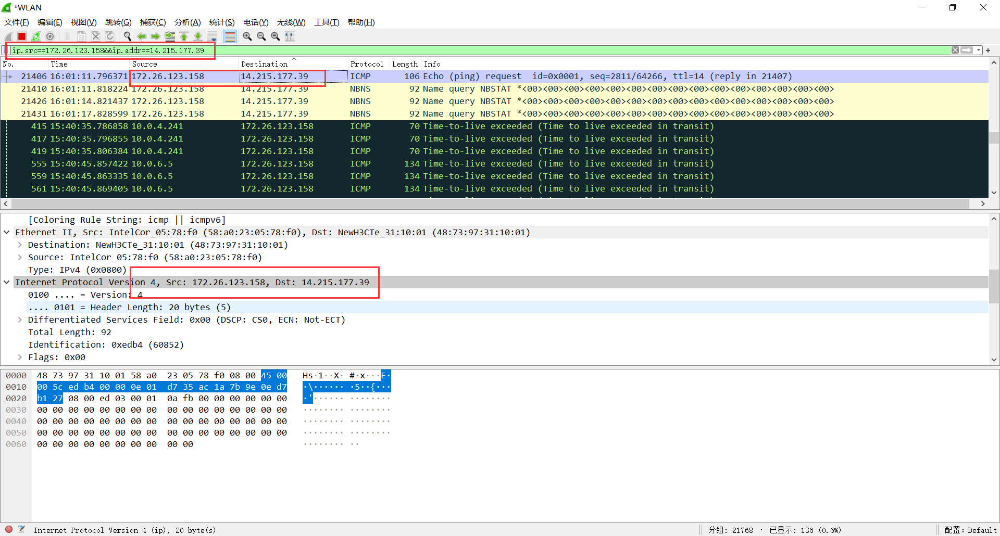 *WLAN
文件(F) 编辑(E) 视图(V) 跳转(G) 捕获(C) 分析(A) 统计(S) 电话(Y) 无线(W) 工具(T) 帮助(H)
ip.src==172.26.123.158&&ip.addr==14.215.177.39
No. Time Source Destination Protocol Length Info
21406 16:01:11.796371 172.26.123.158 14.215.177.39 ICMP 106 Echo (ping) request id=0x0001, seq=2811/64266, ttl=14 (reply in 21407)
21410 16:01:11.818224 172.26.123.158 14.215.177.39 NBNS 92 Name query NBSTAT *<00><00><00><00><00><00><00><00><00><00><00><00><00><00><00>
21426 16:01:14.821437 172.26.123.158 14.215.177.39 NBNS 92 Name query NBSTAT *<00><00><00><00><00><00><00><00><00><00><00><00><00><00><00>
21431 16:01:17.828599 172.26.123.158 14.215.177.39 NBNS 92 Name query NBSTAT *<00><00><00><00><00><00><00><00><00><00><00><00><00><00><00>
415 15:40:35.786858 10.0.4.241 172.26.123.158 ICMP 70 Time-to-live exceeded (Time to live exceeded in transit)
417 15:40:35.796855 10.0.4.241 172.26.123.158 ICMP 70 Time-to-live exceeded (Time to live exceeded in transit)
419 15:40:35.806384 10.0.4.241 172.26.123.158 ICMP 70 Time-to-live exceeded (Time to live exceeded in transit)
555 15:40:45.857422 10.0.6.5 172.26.123.158 ICMP 134 Time-to-live exceeded (Time to live exceeded in transit)
559 15:40:45.863335 10.0.6.5 172.26.123.158 ICMP 134 Time-to-live exceeded (Time to live exceeded in transit)
561 15:40:45.869405 10.0.6.5 172.26.123.158 ICMP 134 Time-to-live exceeded (Time to live exceeded in transit)
[Coloring Rule String: icmp || icmpv6]
Ethernet II, Src: IntelCor_05:78:f0 (58:a0:23:05:78:f0), Dst: NewH3CTe_31:10:01 (48:73:97:31:10:01)
Destination: NewH3CTe_31:10:01 (48:73:97:31:10:01)
Source: IntelCor_05:78:f0 (58:a0:23:05:78:f0)
Type: IPv4 (0x0800)
Internet Protocol Version 4, Src: 172.26.123.158, Dst: 14.215.177.39
0100 .... = Version: 4
.... 0101 = Header Length: 20 bytes (5)
Differentiated Services Field: 0x00 (DSCP: CS0, ECN: Not-ECT)
Total Length: 92
Identification: 0xedb4 (60852)
Flags: 0x00
0000 48 73 97 31 10 01 58 a0 23 05 78 f0 08 00 45 00 Hs·1··X· #·x···E·
0010 00 5c ed b4 00 00 0e 01 d7 35 ac 1a 7b 9e 0e d7 ·\······ ·5··{···
0020 b1 27 08 00 ed 03 00 01 0a fb 00 00 00 00 00 00 ·'······ ········
0030 00 00 00 00 00 00 00 00 00 00 00 00 00 00 00 00 ········ ········
0040 00 00 00 00 00 00 00 00 00 00 00 00 00 00 00 00 ········ ········
0050 00 00 00 00 00 00 00 00 00 00 00 00 00 00 00 00 ········ ········
0060 00 00 00 00 00 00 00 00 00 00 ········ ··
Internet Protocol Version 4 (ip), 20 byte(s) 分组: 21768 · 已显示: 136 (0.6%) 配置: Default